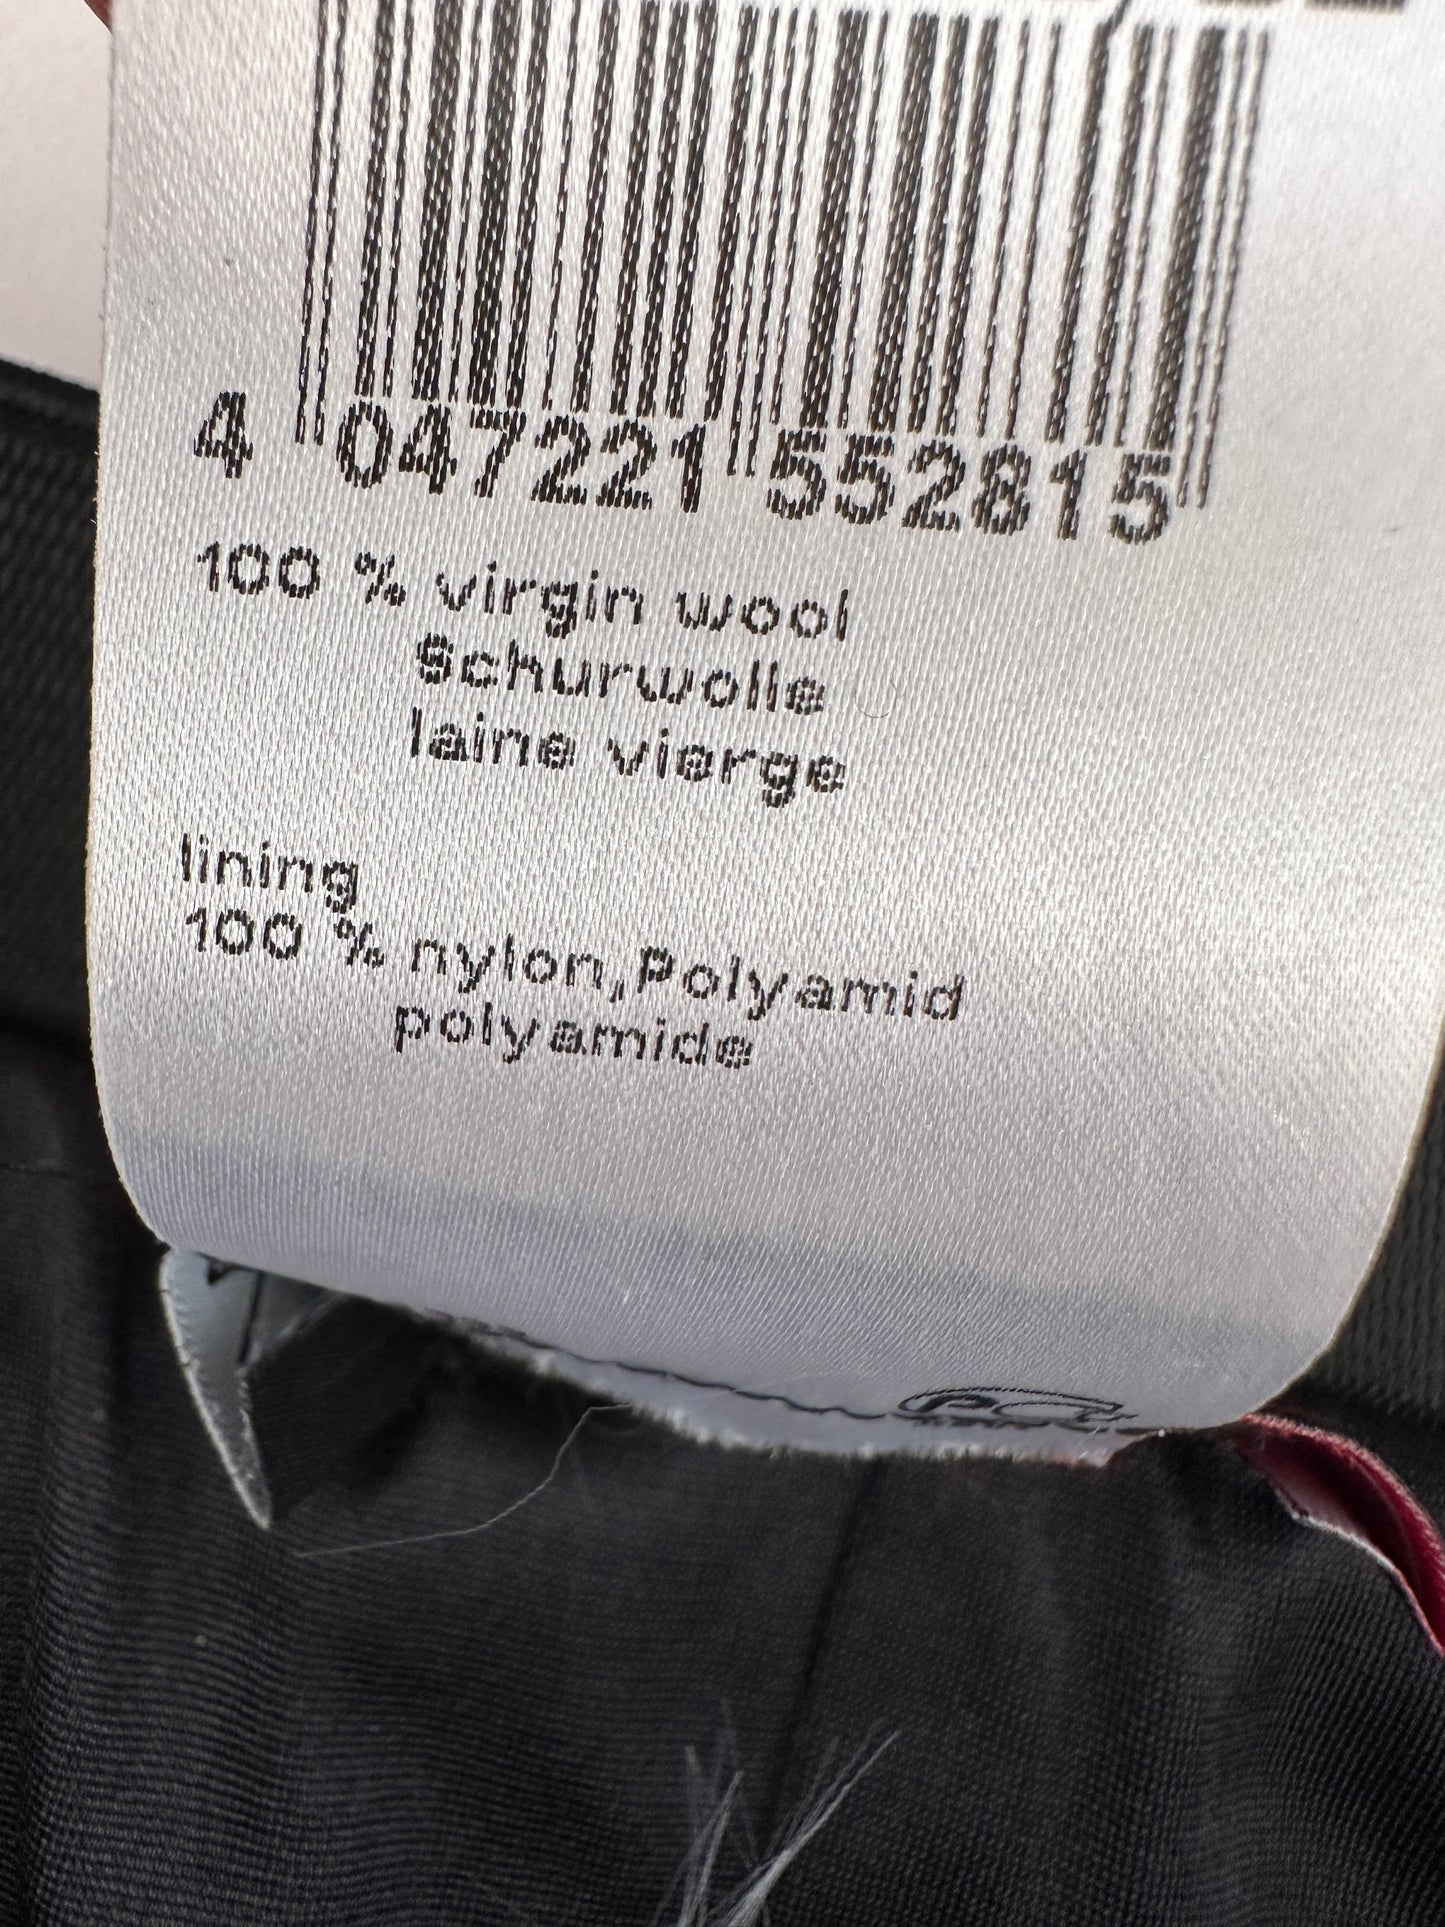 4 047221 552815
100 % virgin wool
Schurwolle
laine vierge
lining
100 % nylon,Polyamid
polyamide